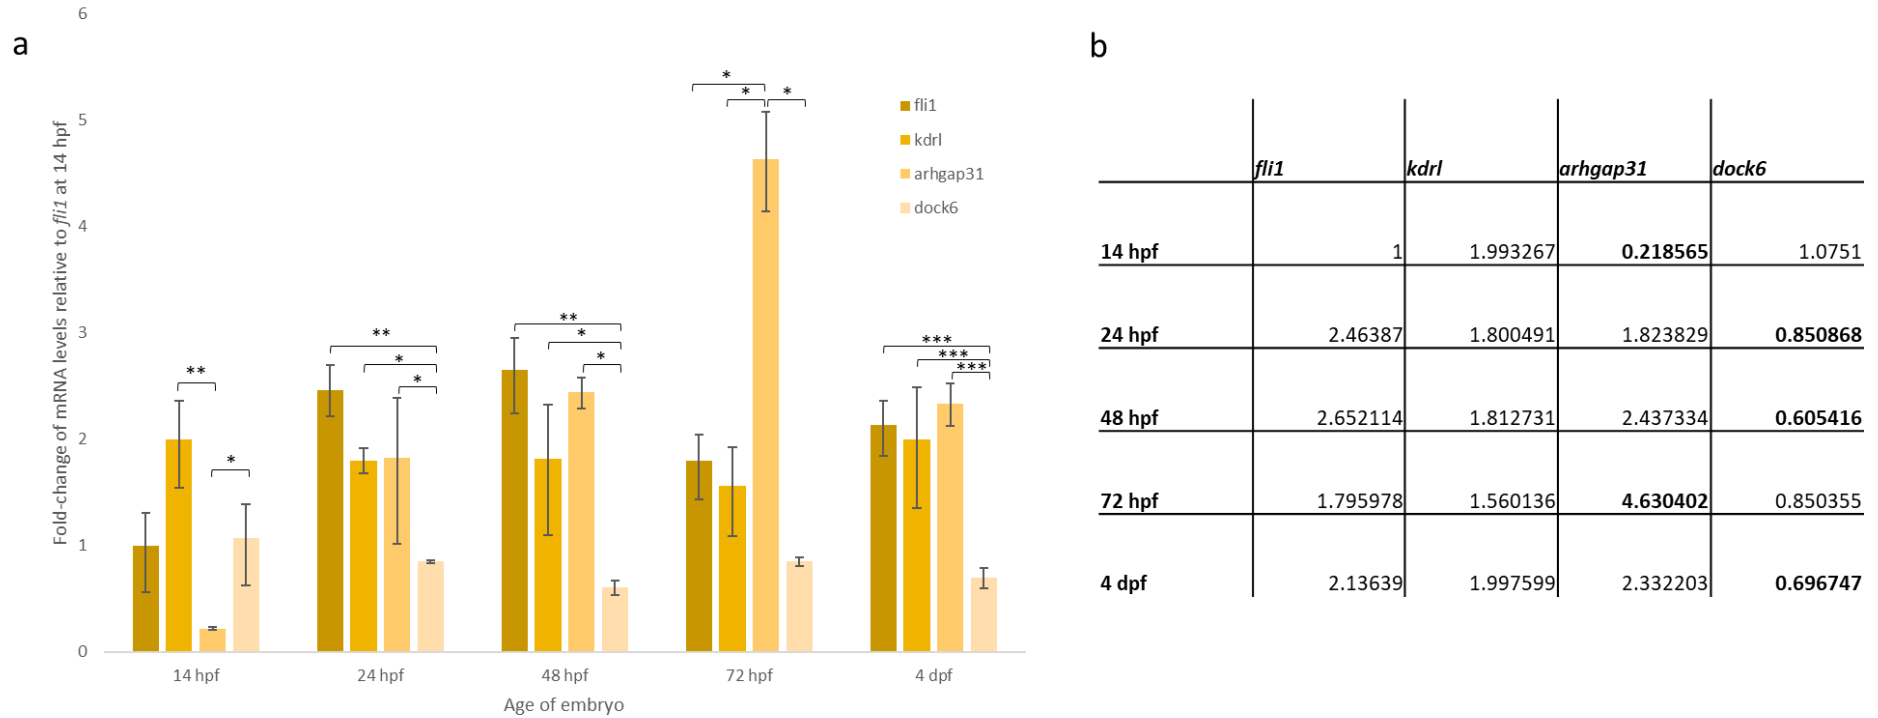 a
Fold-change of mRNA levels relative to fli1 at 14 hpf
6
5
4
3
2
1
0
** *
** * *
** * *
* * *
*** *** ***
fli1
kdrl
arhgap31
dock6
14 hpf 24 hpf 48 hpf 72 hpf 4 dpf
Age of embryo
b
fli1 kdrl arhgap31 dock6
14 hpf 1 1.993267 0.218565 1.0751
24 hpf 2.46387 1.800491 1.823829 0.850868
48 hpf 2.652114 1.812731 2.437334 0.605416
72 hpf 1.795978 1.560136 4.630402 0.850355
4 dpf 2.13639 1.997599 2.332203 0.696747